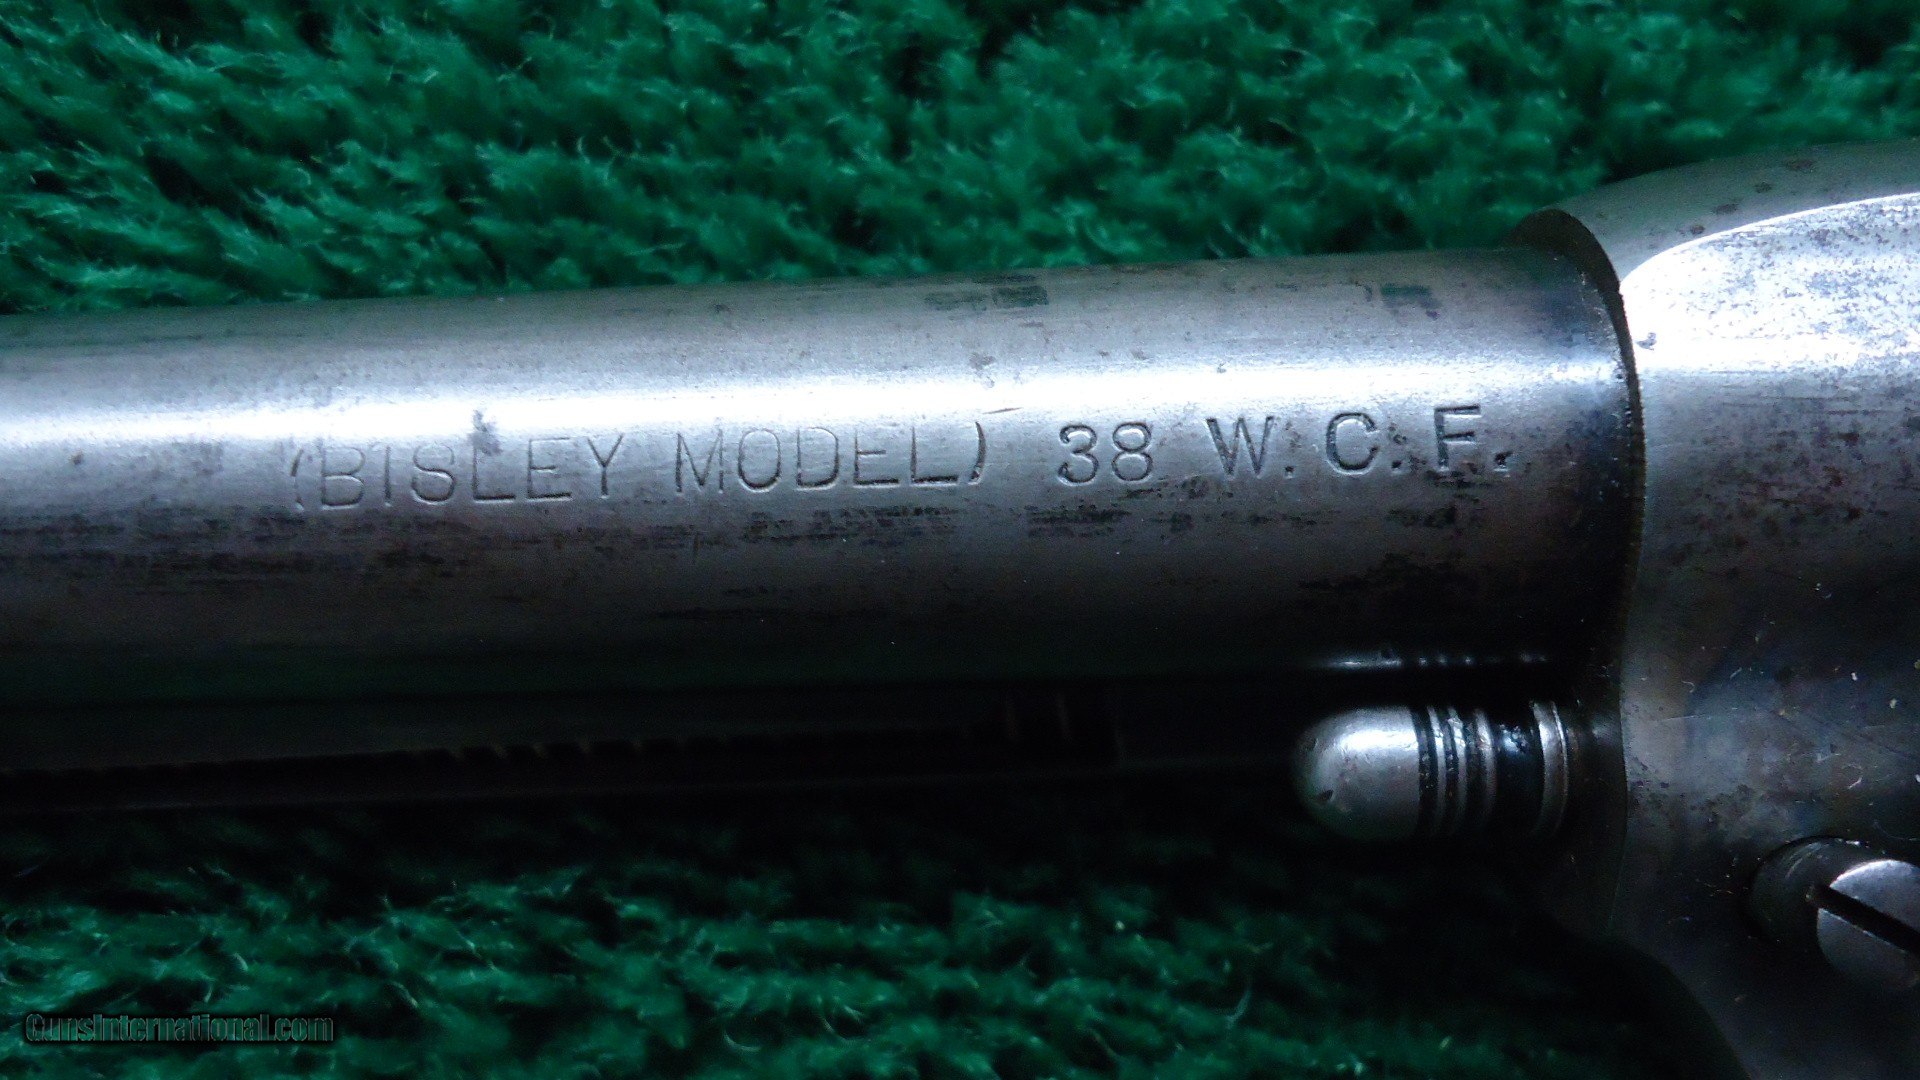 (BISLEY MODEL) 38 W.C.F.
GunsInternational.com